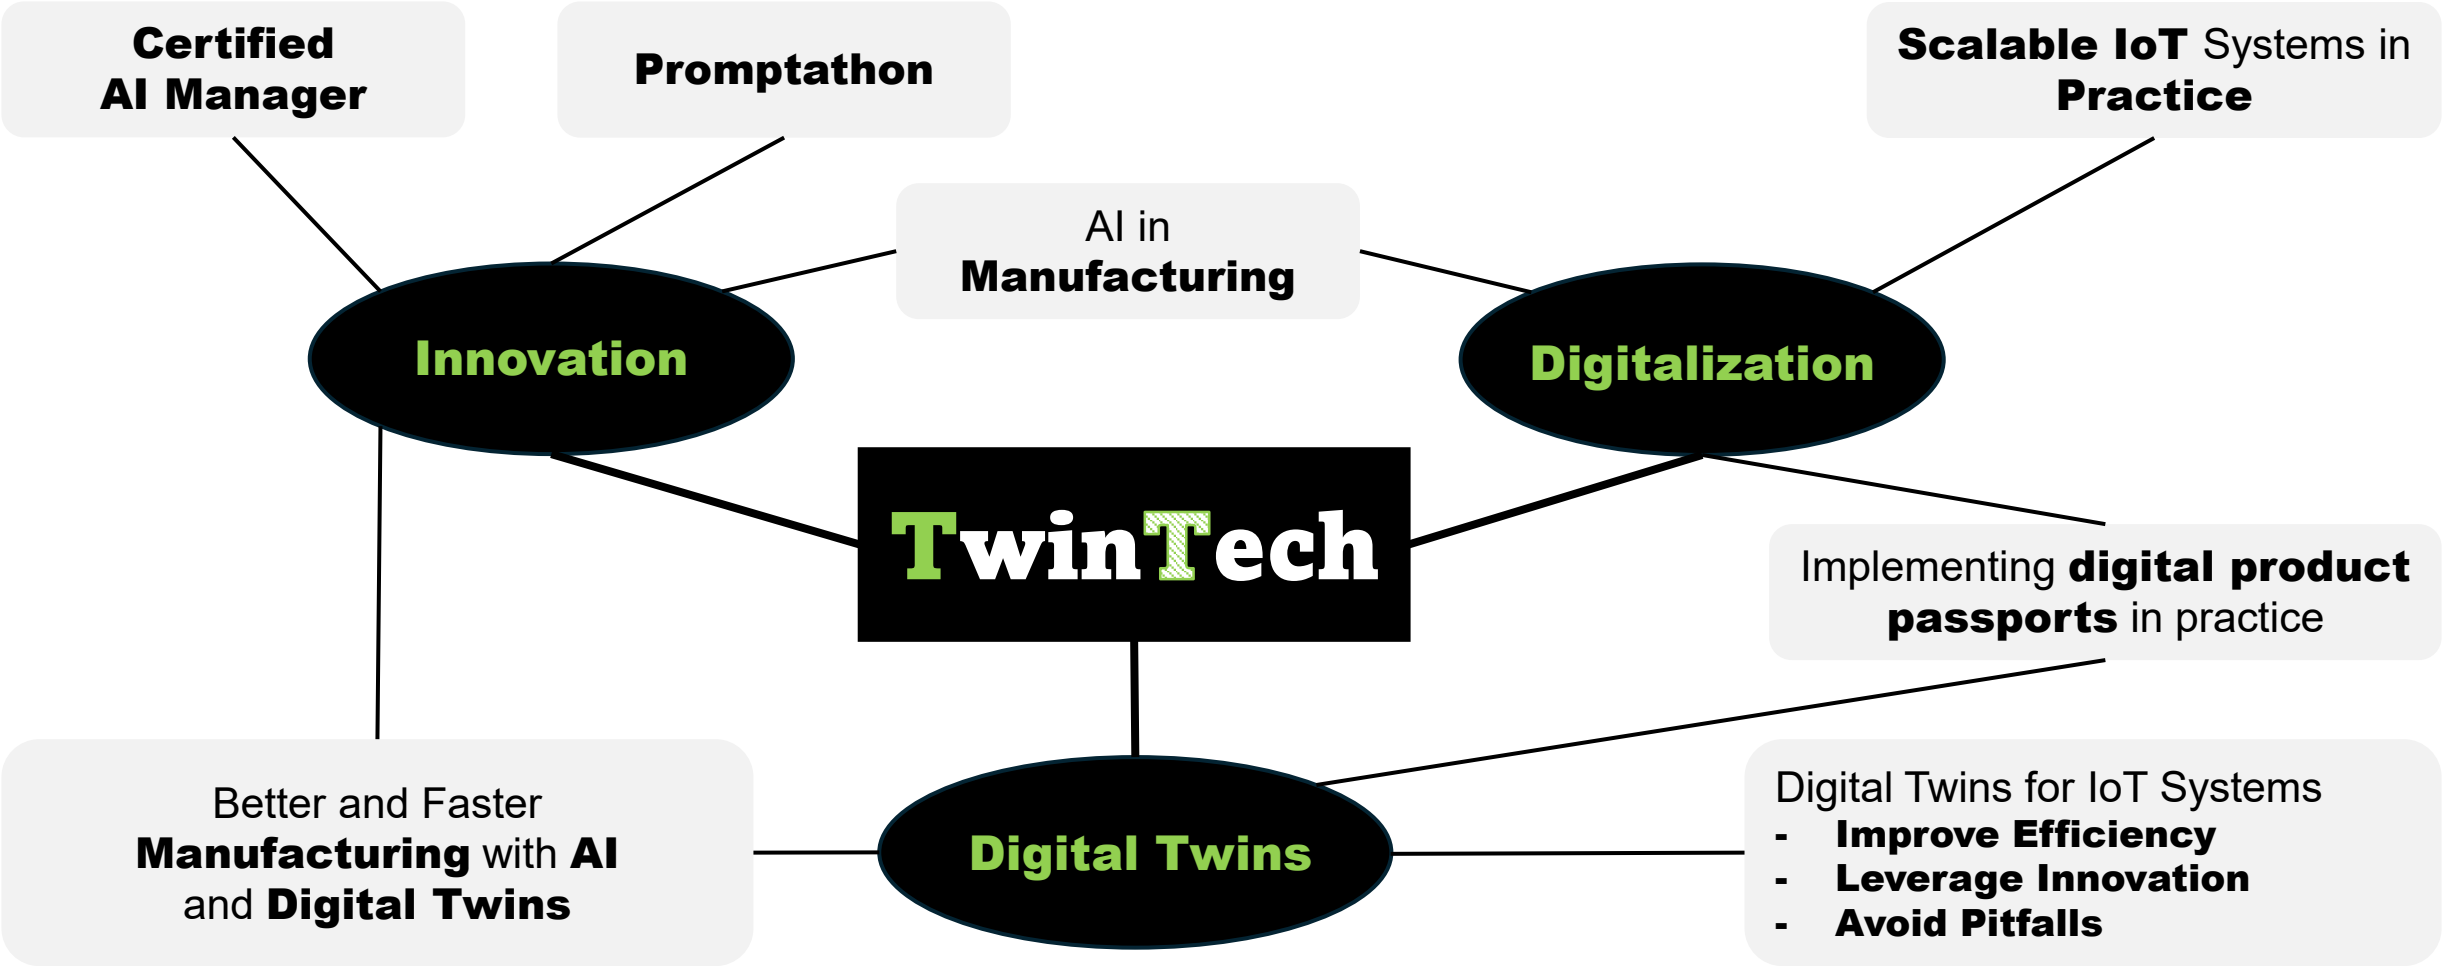 Certified
AI Manager
Promptathon
Scalable IoT Systems in
Practice
AI in
Manufacturing
Innovation
Digitalization
TwinTech
Implementing digital product
passports in practice
Better and Faster
Manufacturing with AI
and Digital Twins
Digital Twins
Digital Twins for IoT Systems
- Improve Efficiency
- Leverage Innovation
- Avoid Pitfalls